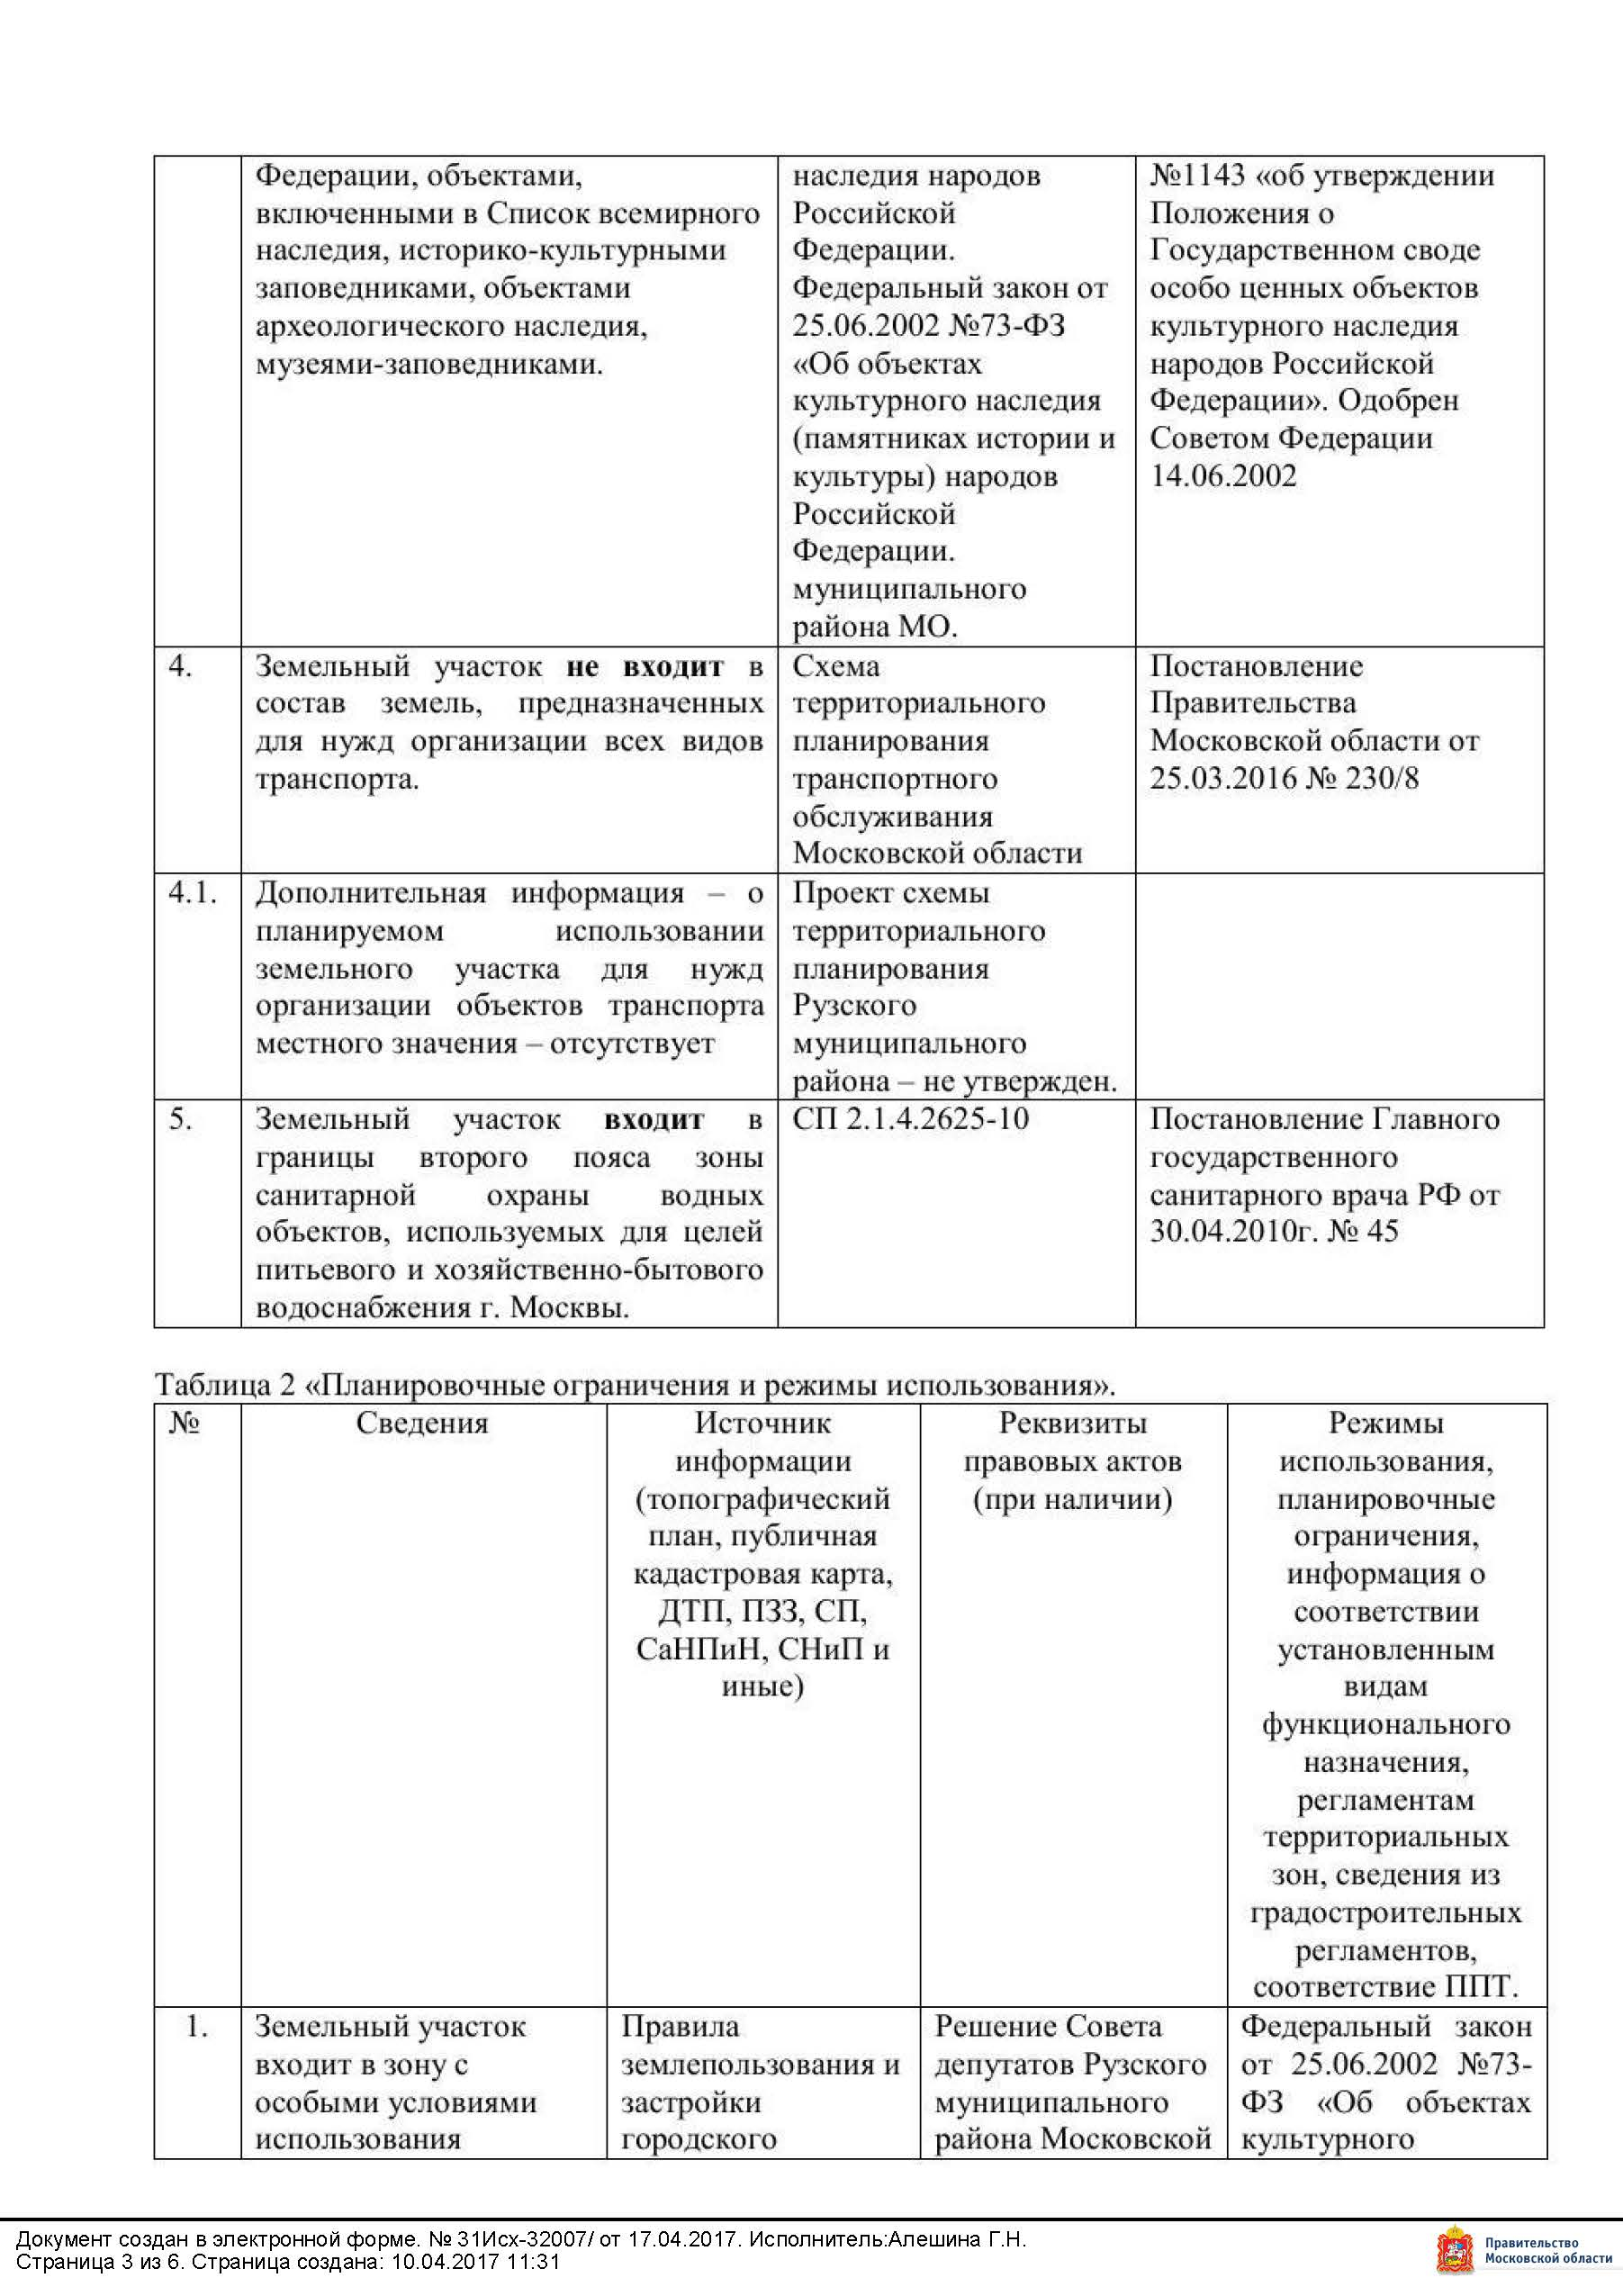 Федерации, объектами,
включенными в Список всемирного
наследия, историко-культурными
заповедниками, объектами
археологического наследия,
музеями-заповедниками.
наследия народов
Российской
Федерации.
Федеральный закон от
25.06.2002 №73-ФЗ
«Об объектах
культурного наследия
(памятниках истории и
культуры) народов
Российской
Федерации.
муниципального
района МО.
№1143 «об утверждении
Положения о
Государственном своде
особо ценных объектов
культурного наследия
народов Российской
Федерации». Одобрен
Советом Федерации
14.06.2002
4.
Земельный участок не входит в
состав земель, предназначенных
для нужд организации всех видов
транспорта.
Схема
территориального
планирования
транспортного
обслуживания
Московской области
Постановление
Правительства
Московской области от
25.03.2016 № 230/8
4.1.
Дополнительная информация – о
планируемом использовании
земельного участка для нужд
организации объектов транспорта
местного значения – отсутствует
Проект схемы
территориального
планирования
Рузского
муниципального
района – не утвержден.
5.
Земельный участок входит в
границы второго пояса зоны
санитарной охраны водных
объектов, используемых для целей
питьевого и хозяйственно-бытового
водоснабжения г. Москвы.
СП 2.1.4.2625-10
Постановление Главного
государственного
санитарного врача РФ от
30.04.2010г. № 45
Таблица 2 «Планировочные ограничения и режимы использования».
№
Сведения
Источник
информации
(топографический
план, публичная
кадастровая карта,
ДТП, ПЗЗ, СП,
СаНПиН, СНиП и
иные)
Реквизиты
правовых актов
(при наличии)
Режимы
использования,
планировочные
ограничения,
информация о
соответствии
установленным
видам
функционального
назначения,
регламентам
территориальных
зон, сведения из
градостроительных
регламентов,
соответствие ППТ.
1.
Земельный участок
входит в зону с
особыми условиями
использования
Правила
землепользования и
застройки
городского
Решение Совета
депутатов Рузского
муниципального
района Московской
Федеральный закон
от 25.06.2002 №73-
ФЗ «Об объектах
культурного
Документ создан в электронной форме. № 31Исх-32007/ от 17.04.2017. Исполнитель:Алешина Г.Н.
Страница 3 из 6. Страница создана: 10.04.2017 11:31
Правительство
Московской области